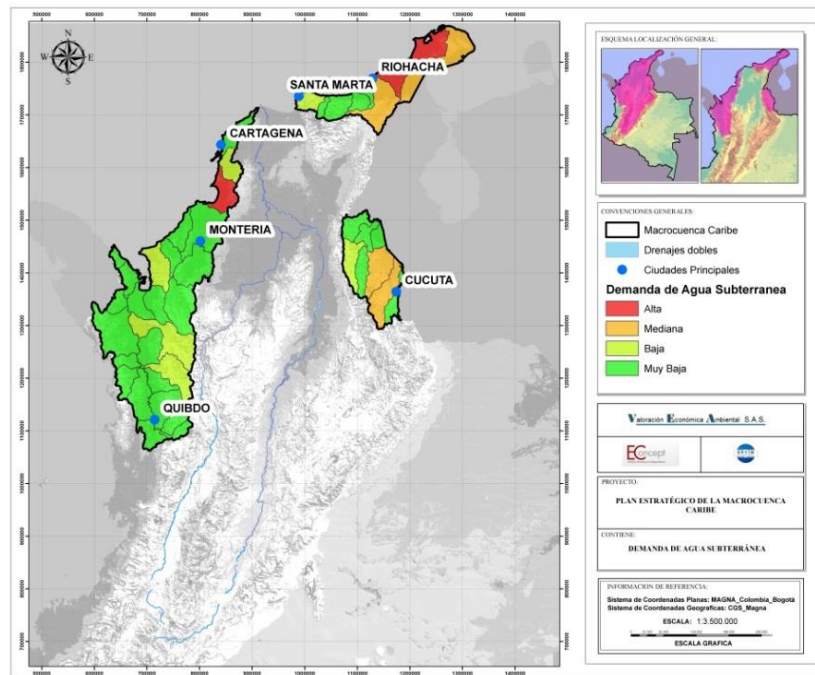 N
W
E
S
RIOHACHA
SANTA MARTA
CARTAGENA
MONTERIA
CUCUTA
QUIBDO
500000
600000
700000
800000
900000
1000000
1100000
1200000
1300000
1400000
ESQUEMA LOCALIZACIÓN GENERAL:
CONVENCIONES GENERALES:
Macrocuenca Caribe
Drenajes dobles
Ciudades Principales
Demanda de Agua Subterranea
Alta
Mediana
Baja
Muy Baja
Valoración Económica Ambiental S.A.S.
EConcept
PROYECTO:
PLAN ESTRATÉGICO DE LA MACROCUENCA
CARIBE
CONTIENE:
DEMANDA DE AGUA SUBTERRÁNEA
INFORMACION DE REFERENCIA:
Sistema de Coordenadas Planas: MAGNA_Colombia_Bogotá
Sistema de Coordenadas Geograficas: CGS_Magna
ESCALA: 1:3.500.000
ESCALA GRAFICA